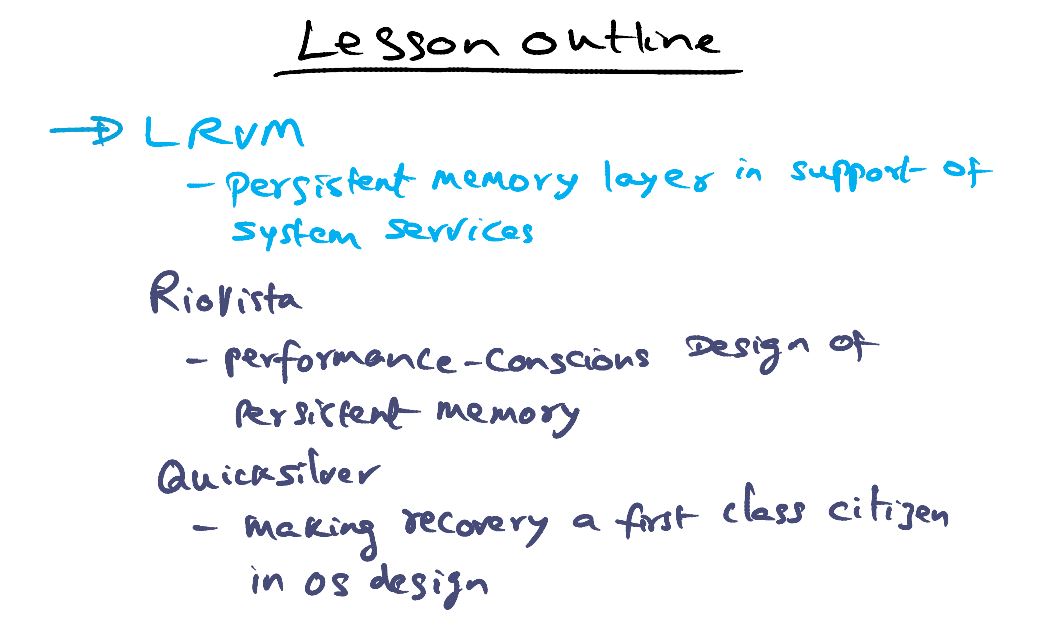 Lesson outline
→ LRVM
- persistent memory layer in support of
system services
RioVista
- performance-conscious Design of
persistent memory
Quicksilver
- making recovery a first class citizen
in os design